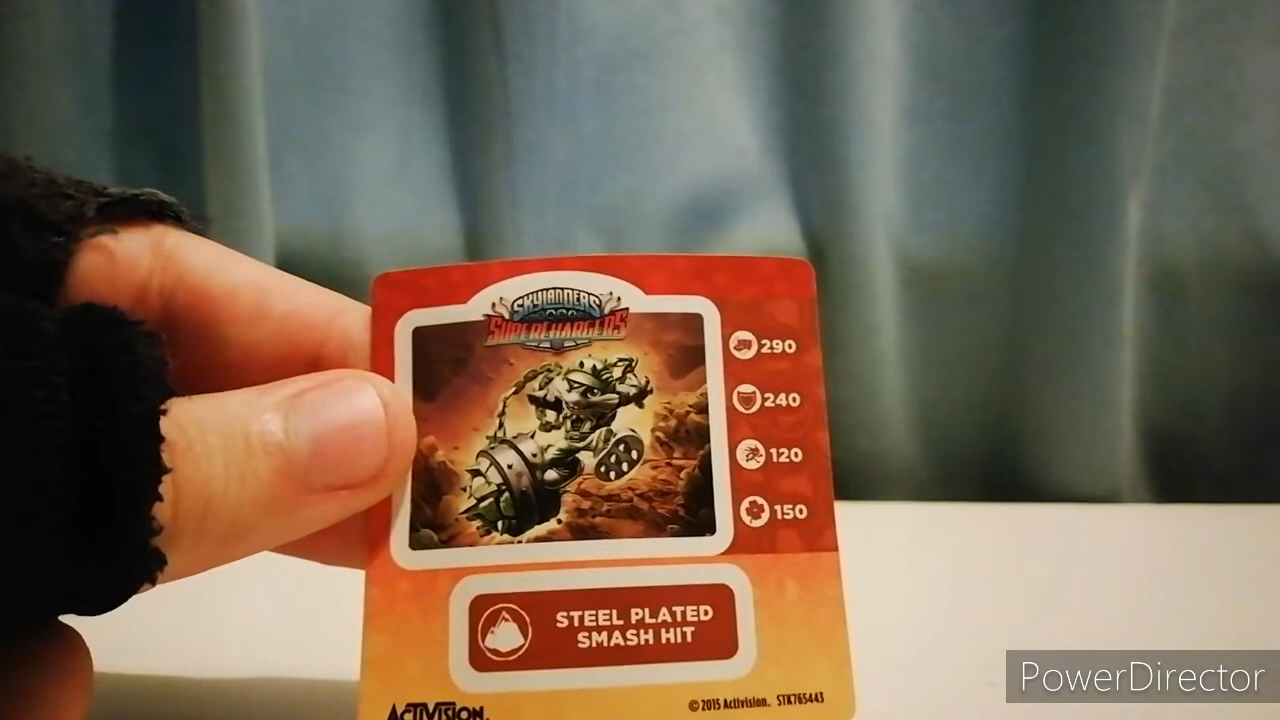 SKYLANDERS
SUPERCHARGERS
290
240
120
150
STEEL PLATED
SMASH HIT
ACTIVISION.
© 2015 Activision. STK765443
PowerDirector